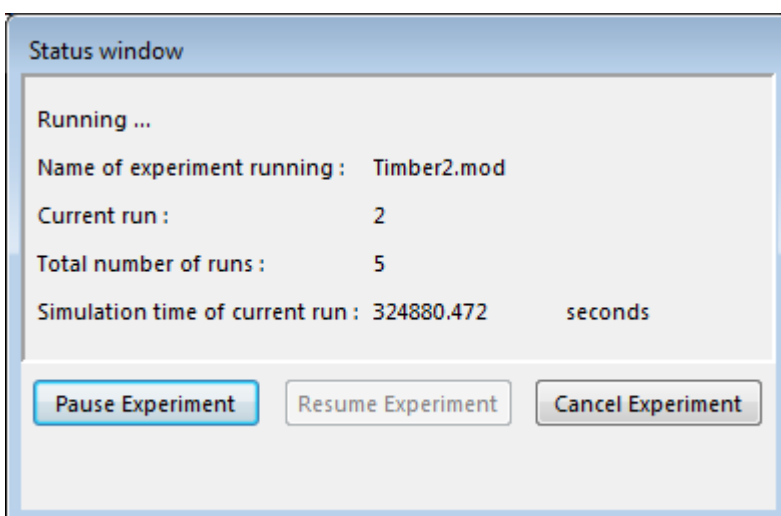 Status window
Running ...
Name of experiment running : Timber2.mod
Current run : 2
Total number of runs : 5
Simulation time of current run : 324880.472 seconds
Pause Experiment Resume Experiment Cancel Experiment